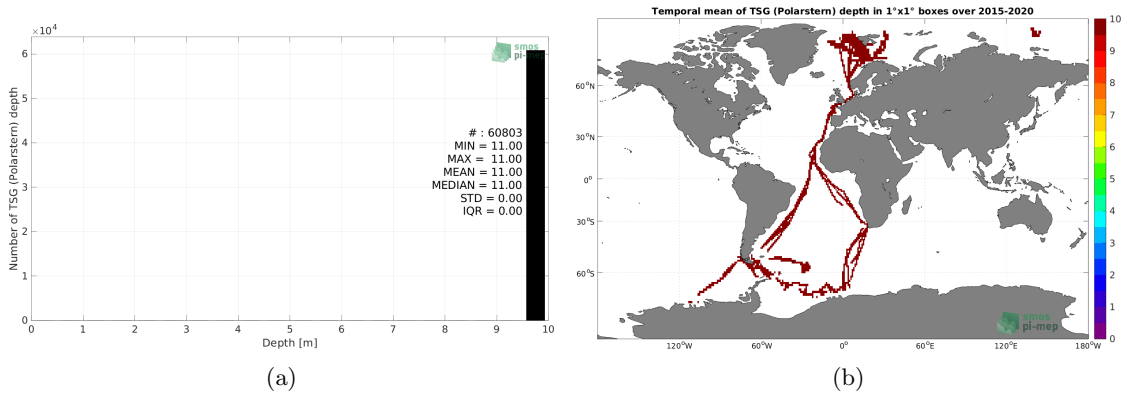 ×10⁴
6
5
4
3
2
1
0
Number of TSG (Polarstern) depth
smos
pi-mep
# : 60803
MIN = 11.00
MAX = 11.00
MEAN = 11.00
MEDIAN = 11.00
STD = 0.00
IQR = 0.00
0 1 2 3 4 5 6 7 8 9 10
Depth [m]
(a)
Temporal mean of TSG (Polarstern) depth in 1°x1° boxes over 2015-2020
60°N
30°N
0°
30°S
60°S
120°W 60°W 0° 60°E 120°E 180°W
smos
pi-mep
10
9
8
7
6
5
4
3
2
1
0
(b)